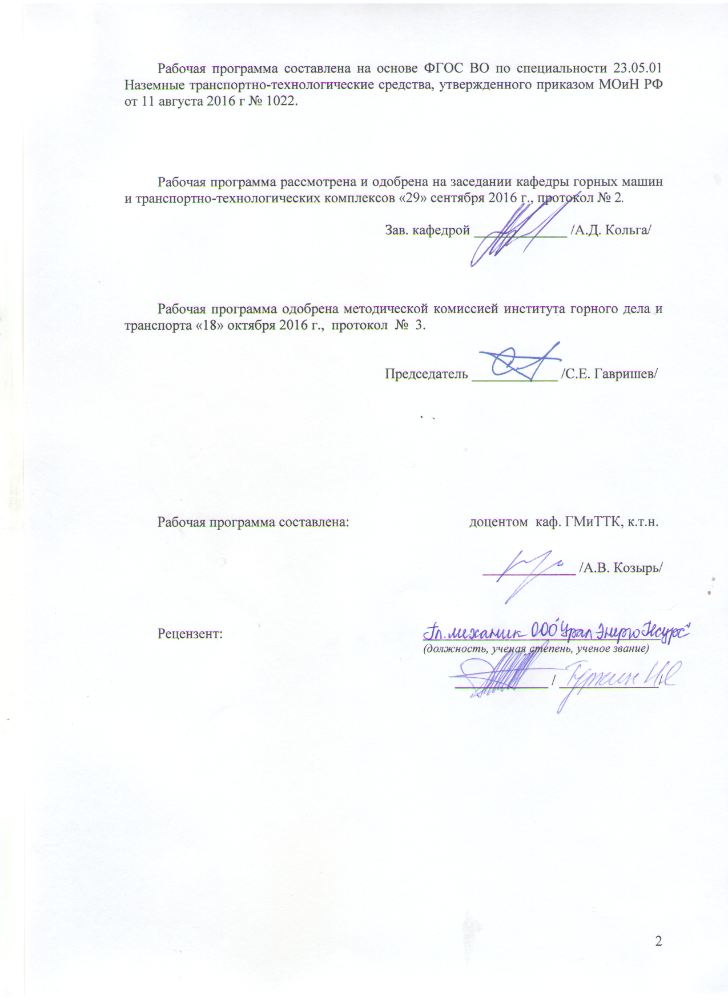 Рабочая программа составлена на основе ФГОС ВО по специальности 23.05.01
Наземные транспортно-технологические средства, утвержденного приказом МОиН РФ
от 11 августа 2016 г № 1022.
Рабочая программа рассмотрена и одобрена на заседании кафедры горных машин
и транспортно-технологических комплексов «29» сентября 2016 г., протокол № 2.
Зав. кафедрой _____________ /А.Д. Кольга/
Рабочая программа одобрена методической комиссией института горного дела и
транспорта «18» октября 2016 г., протокол № 3.
Председатель ____________ /С.Е. Гавришев/
Рабочая программа составлена: доцентом каф. ГМиТТК, к.т.н.
_____________ /А.В. Козырь/
Рецензент: Гл. механик ООО "Урал Энерго Ресурс"
(должность, ученая степень, ученое звание)
_____________ / Туркин И С /
2